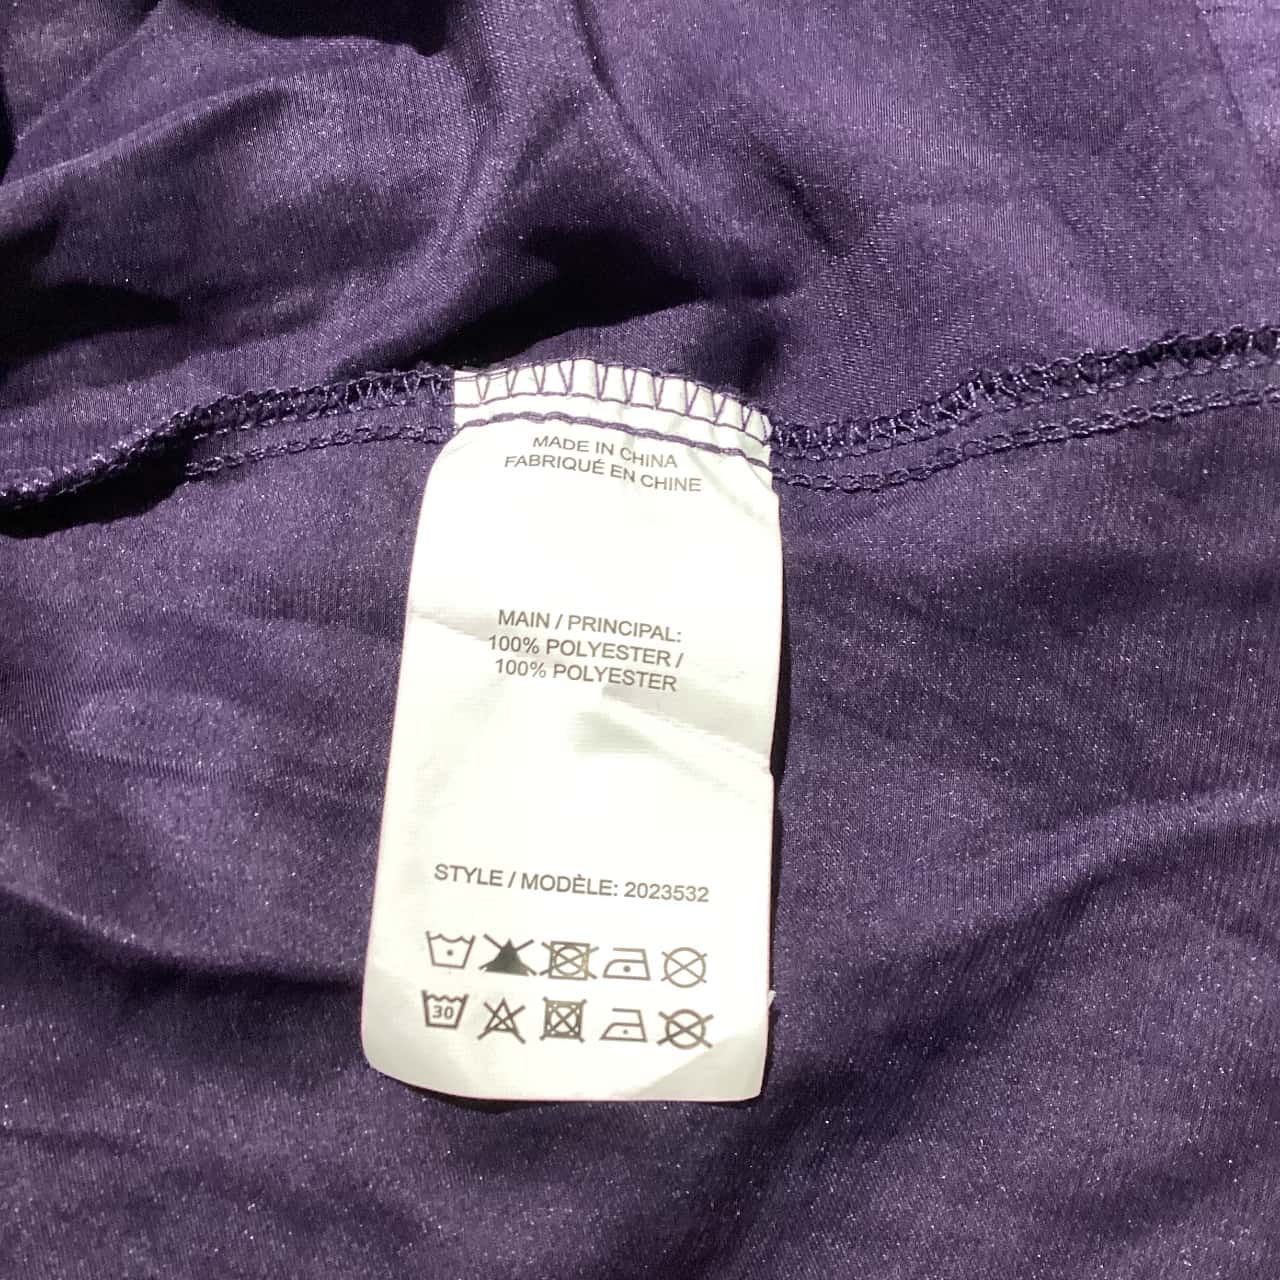 MADE IN CHINA
FABRIQUÉ EN CHINE
MAIN / PRINCIPAL:
100% POLYESTER /
100% POLYESTER
STYLE / MODÈLE: 2023532
30